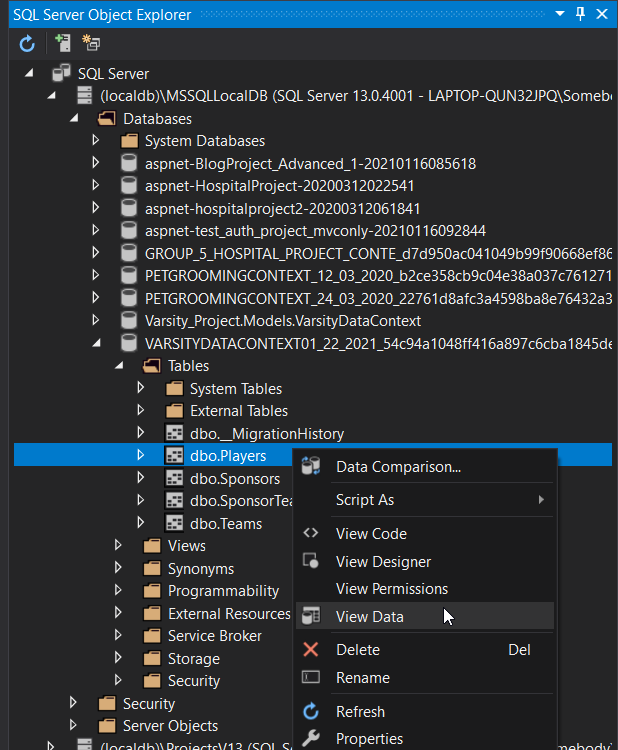 SQL Server Object Explorer
SQL Server
(localdb)\MSSQLLocalDB (SQL Server 13.0.4001 - LAPTOP-QUN32JPQ\Somebo
Databases
System Databases
aspnet-BlogProject_Advanced_1-20210116085618
aspnet-HospitalProject-20200312022541
aspnet-hospitalproject2-20200312061841
aspnet-test_auth_project_mvconly-20210116092844
GROUP_5_HOSPITAL_PROJECT_CONTE_d7d950ac041049b99f90668ef86
PETGROOMINGCONTEXT_12_03_2020_b2ce358cb9c04e38a037c761271
PETGROOMINGCONTEXT_24_03_2020_22761d8afc3a4598ba8e76432a3
Varsity_Project.Models.VarsityDataContext
VARSITYDATACONTEXT01_22_2021_54c94a1048ff416a897c6cba1845de
Tables
System Tables
External Tables
dbo.__MigrationHistory
dbo.Players
dbo.Sponsors
dbo.SponsorTea
dbo.Teams
Views
Synonyms
Programmability
External Resources
Service Broker
Storage
Security
Security
Server Objects
(localdb)\ProjectsV13 (SQL S
Data Comparison...
Script As
View Code
View Designer
View Permissions
View Data
Delete Del
Rename
Refresh
Properties